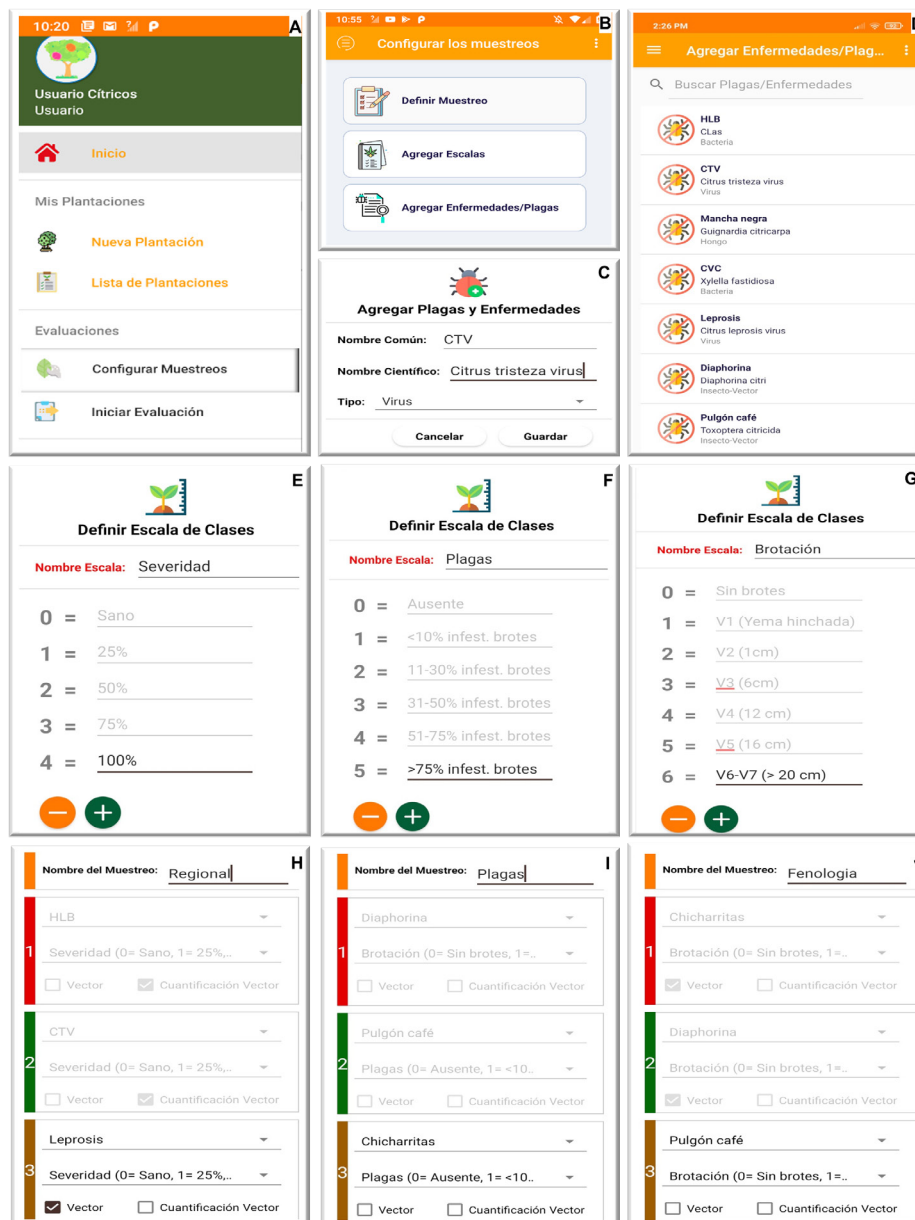 10:20
A
Usuario Cítricos
Usuario
Inicio
Mis Plantaciones
Nueva Plantación
Lista de Plantaciones
Evaluaciones
Configurar Muestreos
Iniciar Evaluación
10:55
B
Configurar los muestreos
Definir Muestreo
Agregar Escalas
Agregar Enfermedades/Plagas
C
Agregar Plagas y Enfermedades
Nombre Común: CTV
Nombre Científico: Citrus tristeza virus
Tipo: Virus
Cancelar Guardar
2:26 PM
Agregar Enfermedades/Plag...
Buscar Plagas/Enfermedades
HLB
CLas
Bacteria
CTV
Citrus tristeza virus
Virus
Mancha negra
Guignardia citricarpa
Hongo
CVC
Xylella fastidiosa
Bacteria
Leprosis
Citrus leprosis virus
Virus
Diaphorina
Diaphorina citri
Insecto-Vector
Pulgón café
Toxoptera citricida
Insecto-Vector
E
Definir Escala de Clases
Nombre Escala: Severidad
0 = Sano
1 = 25%
2 = 50%
3 = 75%
4 = 100%
F
Definir Escala de Clases
Nombre Escala: Plagas
0 = Ausente
1 = <10% infest. brotes
2 = 11-30% infest. brotes
3 = 31-50% infest. brotes
4 = 51-75% infest. brotes
5 = >75% infest. brotes
G
Definir Escala de Clases
Nombre Escala: Brotación
0 = Sin brotes
1 = V1 (Yema hinchada)
2 = V2 (1cm)
3 = V3 (6cm)
4 = V4 (12 cm)
5 = V5 (16 cm)
6 = V6-V7 (> 20 cm)
H
Nombre del Muestreo: Regional
1
HLB
Severidad (0= Sano, 1= 25%,..
Vector Cuantificación Vector
2
CTV
Severidad (0= Sano, 1= 25%,..
Vector Cuantificación Vector
3
Leprosis
Severidad (0= Sano, 1= 25%,..
Vector Cuantificación Vector
I
Nombre del Muestreo: Plagas
1
Diaphorina
Brotación (0= Sin brotes, 1=..
Vector Cuantificación Vector
2
Pulgón café
Plagas (0= Ausente, 1= <10..
Vector Cuantificación Vector
3
Chicharritas
Plagas (0= Ausente, 1= <10..
Vector Cuantificación Vector
Nombre del Muestreo: Fenologia
1
Chicharritas
Brotación (0= Sin brotes, 1=..
Vector Cuantificación Vector
2
Diaphorina
Brotación (0= Sin brotes, 1=..
Vector Cuantificación Vector
3
Pulgón café
Brotación (0= Sin brotes, 1=..
Vector Cuantificación Vector